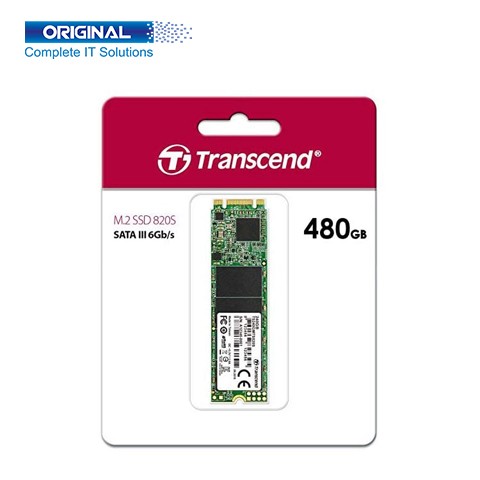 ORIGINAL
Complete IT Solutions
Transcend®
M.2 SSD 820S
SATA III 6Gb/s
480GB